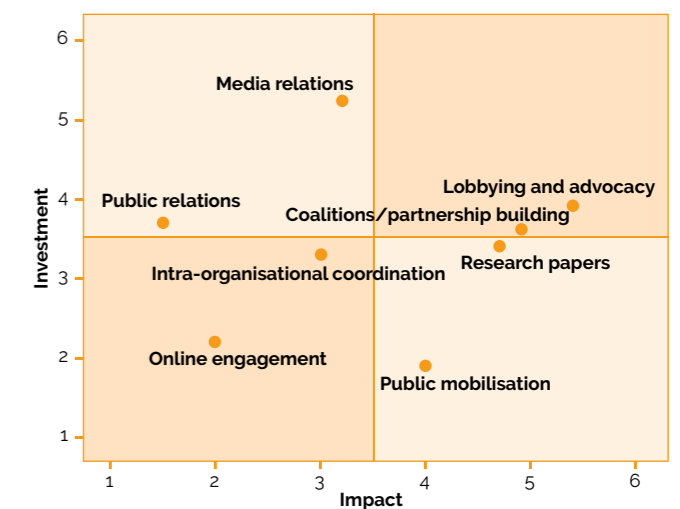 6
Media relations
5
Lobbying and advocacy
4
Public relations
Coalitions/partnership building
Investment
Research papers
3
Intra-organisational coordination
2
Online engagement
Public mobilisation
1
1 2 3 4 5 6
Impact